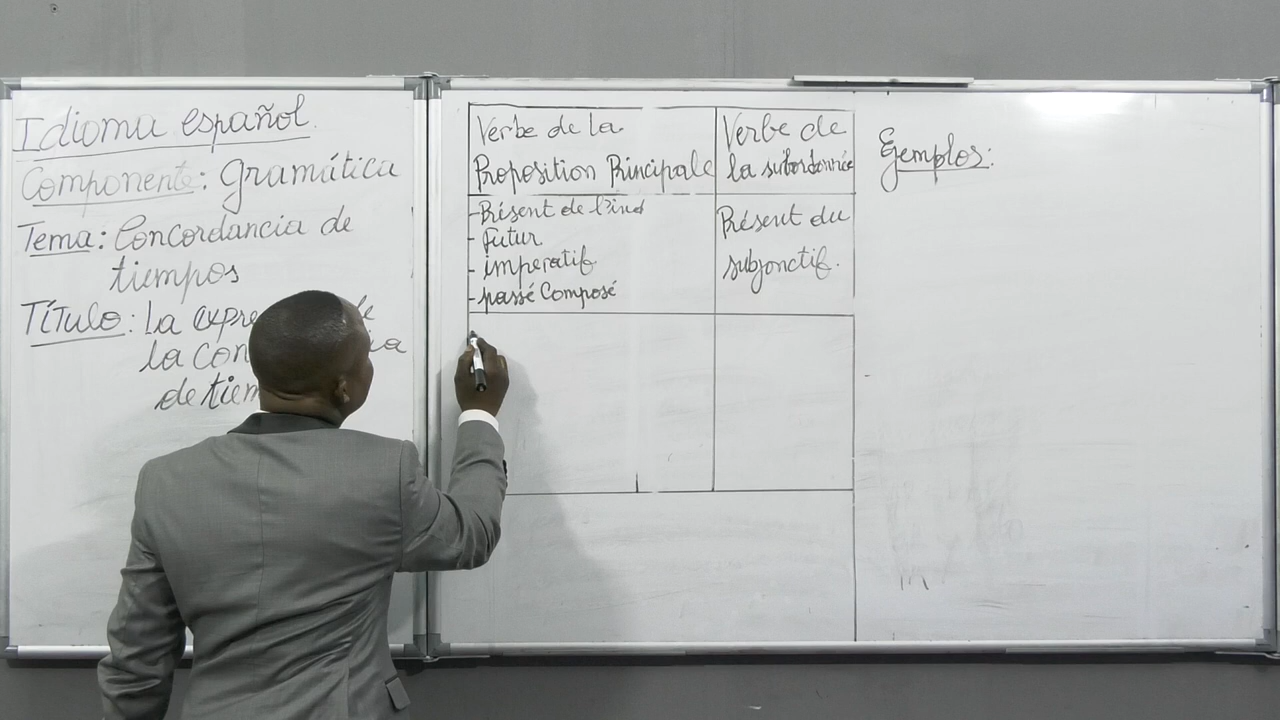 Idioma español.
Componente: Gramática
Tema: Concordancia de
tiempos
Título: La
la
de
Verbe de la
Proposition Principale
-Présent de l'ind
- futur
- imperatif
-passé Composé
Verbe de
la subordonnée
Présent du
subjonctif.
Ejemplos: